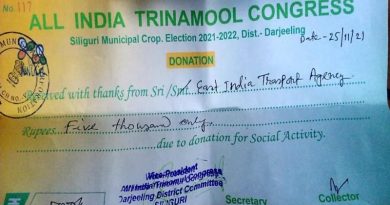 No. 117
ALL INDIA TRINAMOOL CONGRESS
Siliguri Municipal Crop. Election 2021-2022, Dist.- Darjeeling
Date - 25/11/21
DONATION
Received with thanks from Sri /Smt. East India Transport Agency
Rupees. Five thousand only.
due to donation for Social Activity.
Vice-President
All India Trinamul Congress
Darjeeling District Committee
SILIGURI
Secretary
Collector